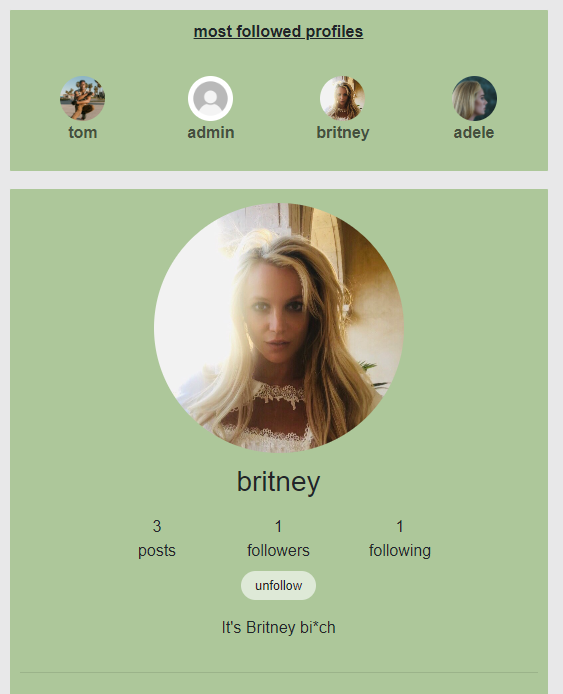 most followed profiles
tom admin britney adele
britney
3 1 1
posts followers following
unfollow
It's Britney bi*ch